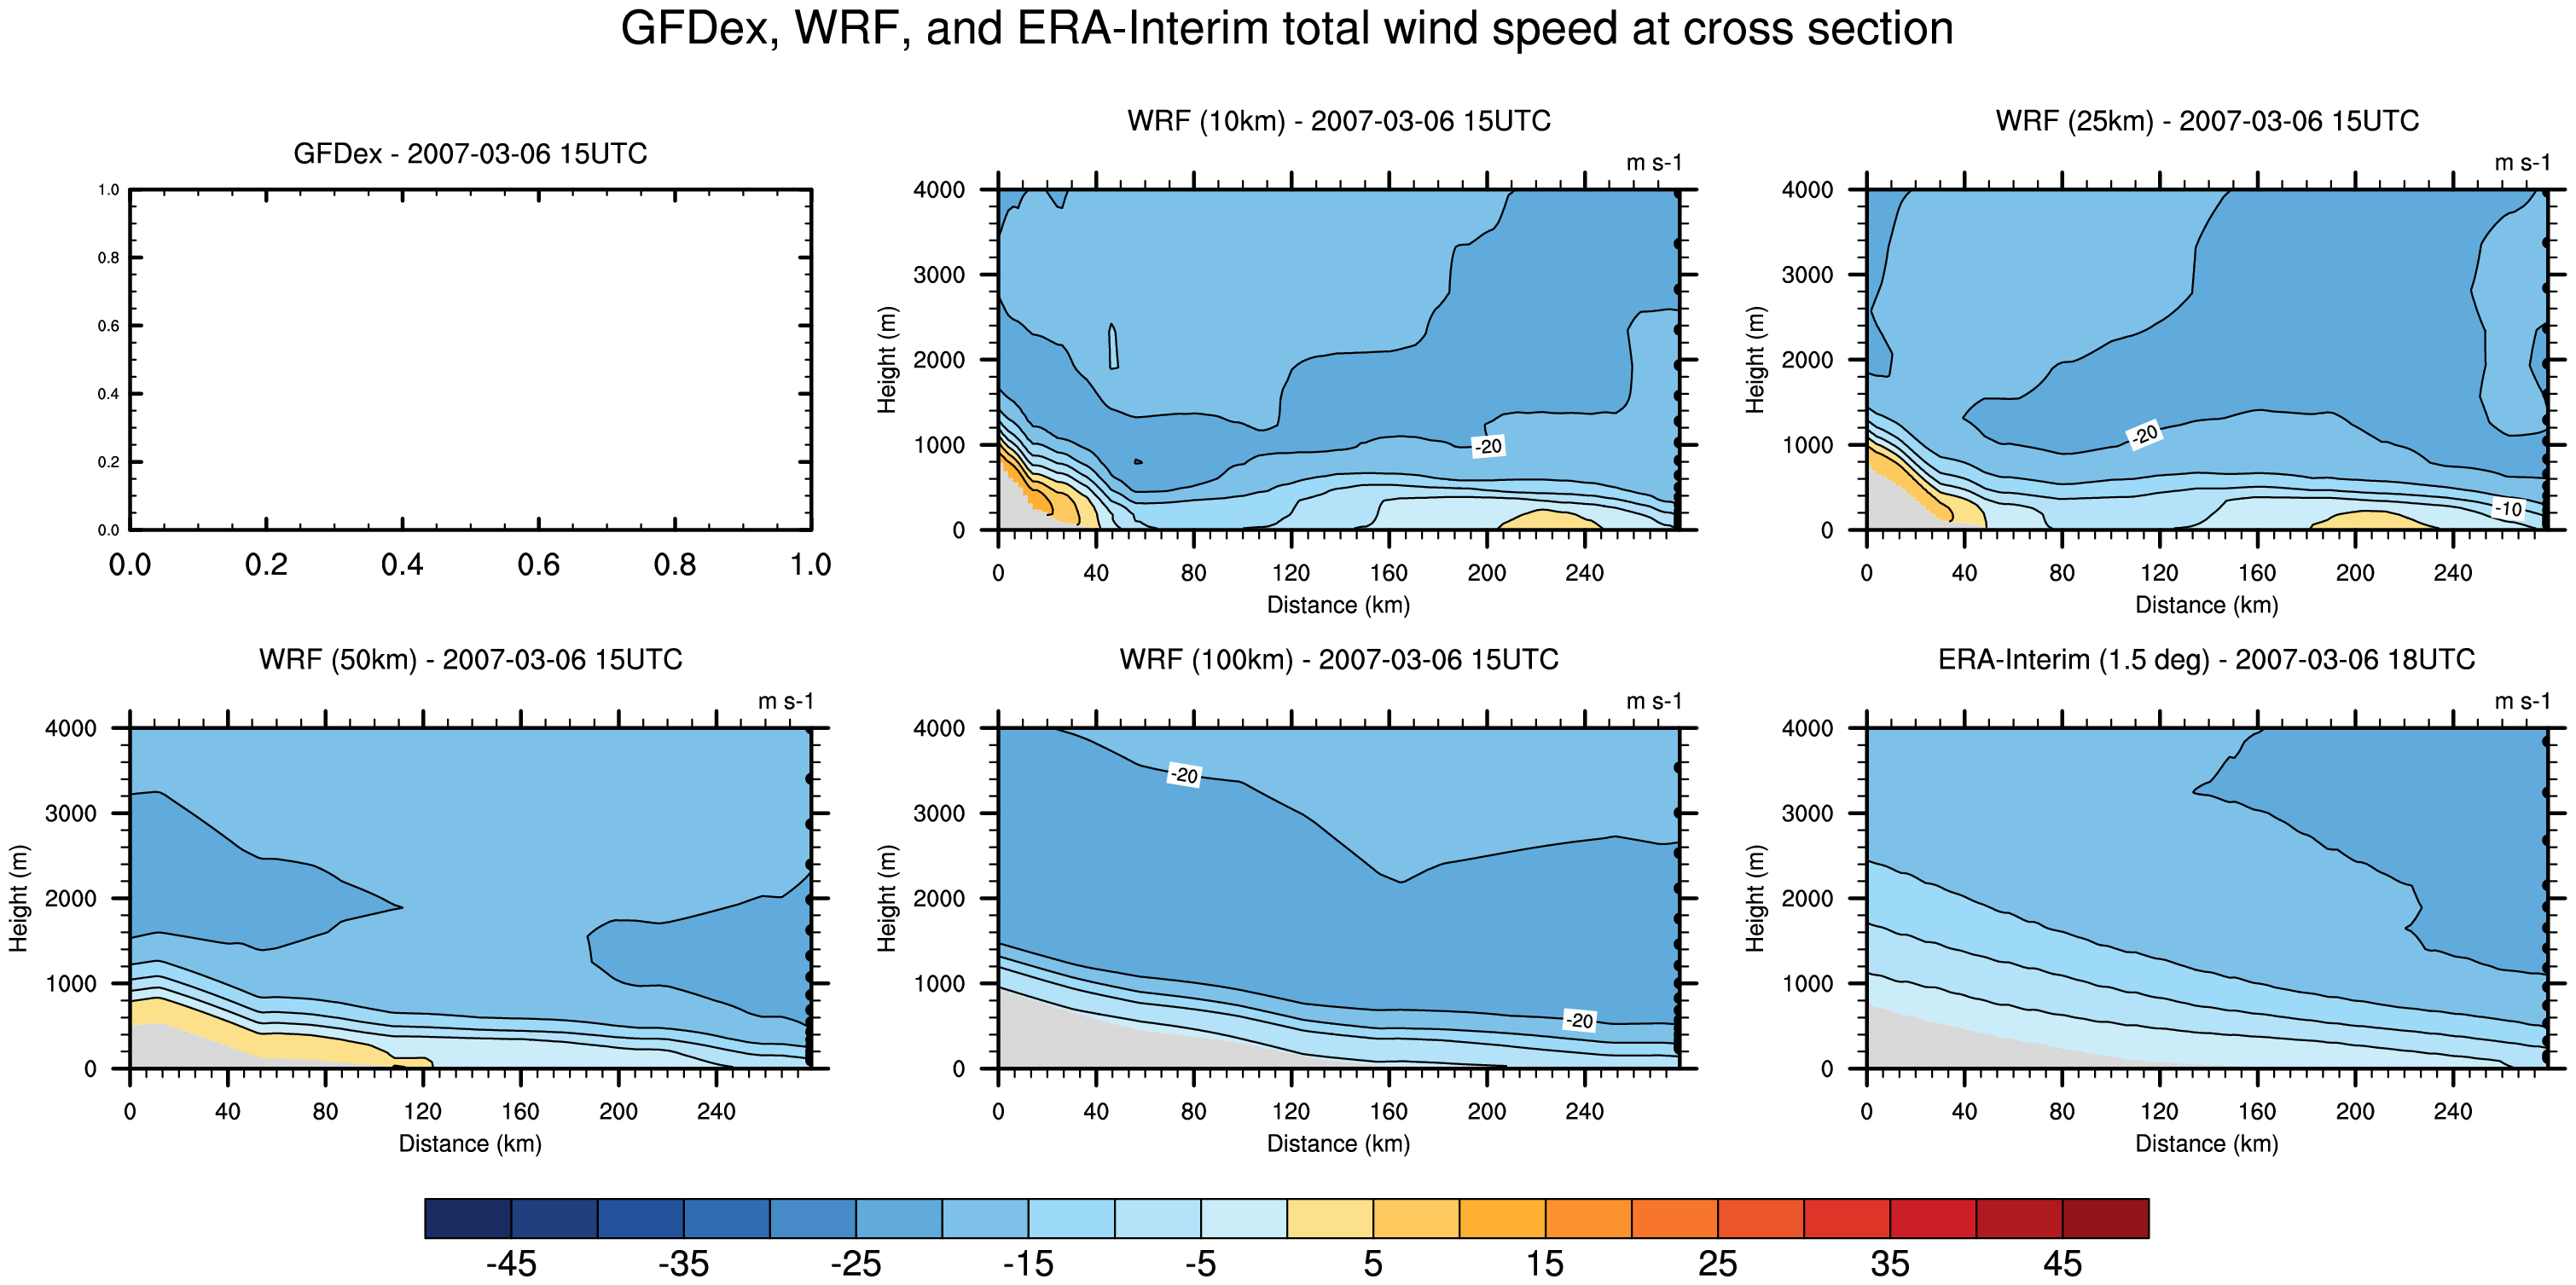 GFDex, WRF, and ERA-Interim total wind speed at cross section
GFDex - 2007-03-06 15UTC
1.0
0.8
0.6
0.4
0.2
0.0
0.0 0.2 0.4 0.6 0.8 1.0
WRF (10km) - 2007-03-06 15UTC
m s-1
4000
3000
2000
1000
0
Height (m)
-20
0 40 80 120 160 200 240
Distance (km)
WRF (25km) - 2007-03-06 15UTC
m s-1
4000
3000
2000
1000
0
Height (m)
-20
-10
0 40 80 120 160 200 240
Distance (km)
WRF (50km) - 2007-03-06 15UTC
m s-1
4000
3000
2000
1000
0
Height (m)
0 40 80 120 160 200 240
Distance (km)
WRF (100km) - 2007-03-06 15UTC
m s-1
4000
3000
2000
1000
0
Height (m)
-20
-20
0 40 80 120 160 200 240
Distance (km)
ERA-Interim (1.5 deg) - 2007-03-06 18UTC
m s-1
4000
3000
2000
1000
0
Height (m)
0 40 80 120 160 200 240
Distance (km)
-45 -35 -25 -15 -5 5 15 25 35 45